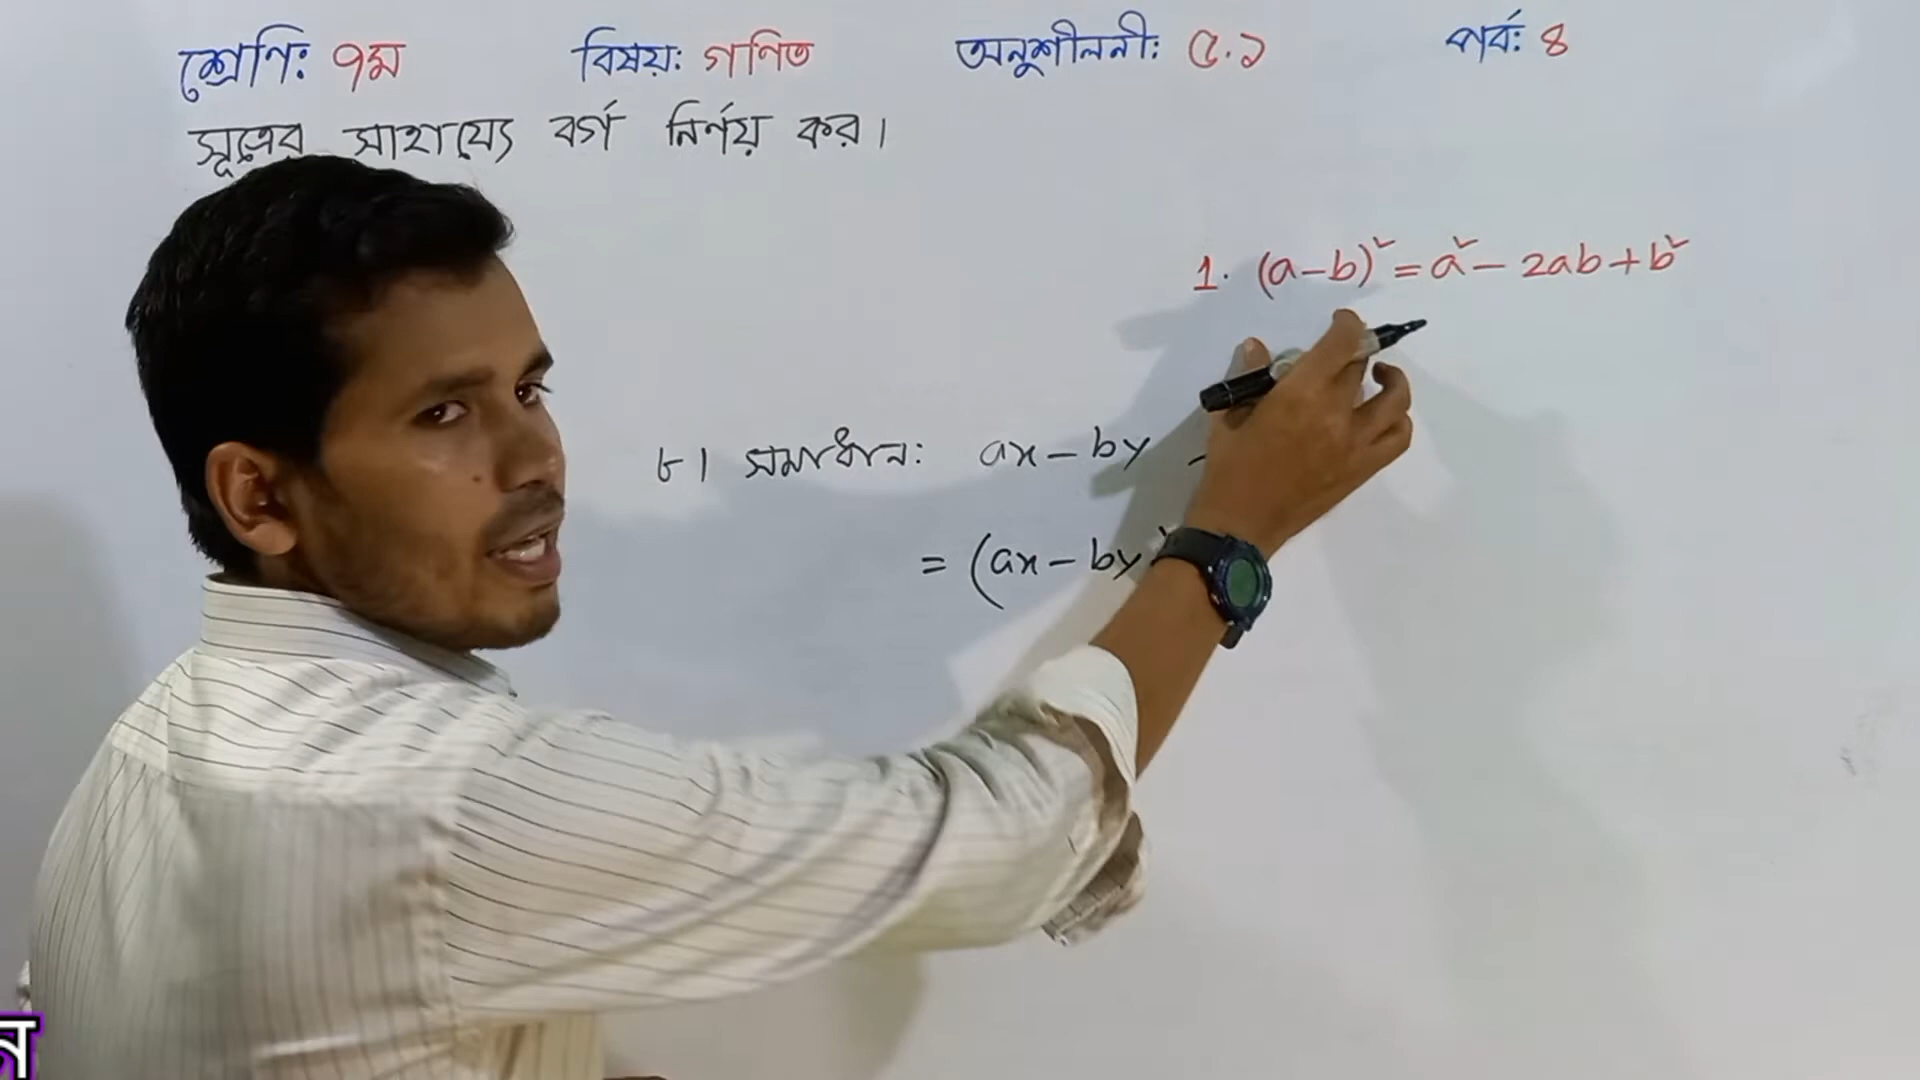 শ্রেণি: ৭ম বিষয়: গণিত অনুশীলনী: ৫.১ পর্ব: ৪
সূত্রের সাহায্যে বর্গ নির্ণয় কর।
1. (a-b)² = a² - 2ab + b²
৮। সমাধান: ax - by
= (ax - by)
ন